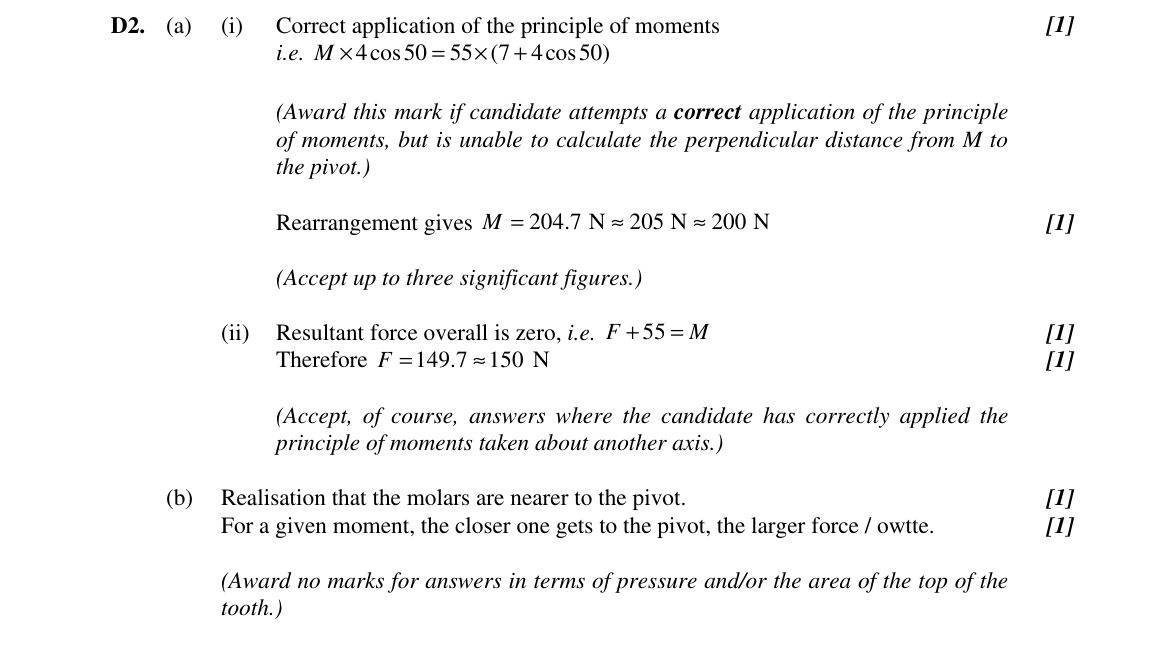 D2. (a) (i) Correct application of the principle of moments [1]
i.e. M × 4 cos 50 = 55 × (7 + 4 cos 50)
(Award this mark if candidate attempts a correct application of the principle
of moments, but is unable to calculate the perpendicular distance from M to
the pivot.)
Rearrangement gives M = 204.7 N ≈ 205 N ≈ 200 N [1]
(Accept up to three significant figures.)
(ii) Resultant force overall is zero, i.e. F + 55 = M [1]
Therefore F = 149.7 ≈ 150 N [1]
(Accept, of course, answers where the candidate has correctly applied the
principle of moments taken about another axis.)
(b) Realisation that the molars are nearer to the pivot. [1]
For a given moment, the closer one gets to the pivot, the larger force / owtte. [1]
(Award no marks for answers in terms of pressure and/or the area of the top of the
tooth.)